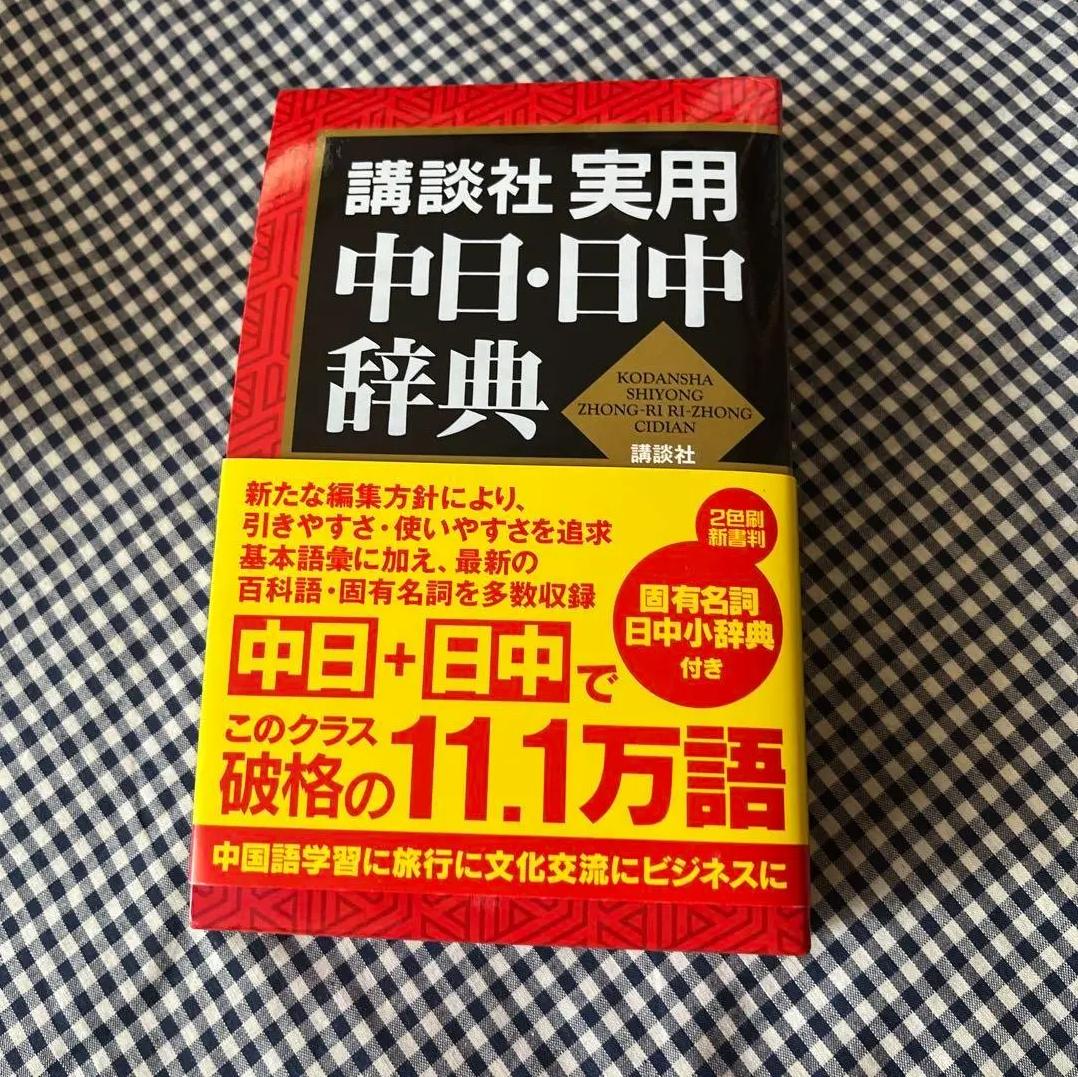 講談社 実用
中日・日中
辞典
KODANSHA
SHIYONG
ZHONG-RI RI-ZHONG
CIDIAN
講談社
新たな編集方針により、
引きやすさ・使いやすさを追求
基本語彙に加え、最新の
百科語・固有名詞を多数収録
2色刷
新書判
固有名詞
日中小辞典
付き
中日+日中で
このクラス
破格の11.1万語
中国語学習に旅行に文化交流にビジネスに